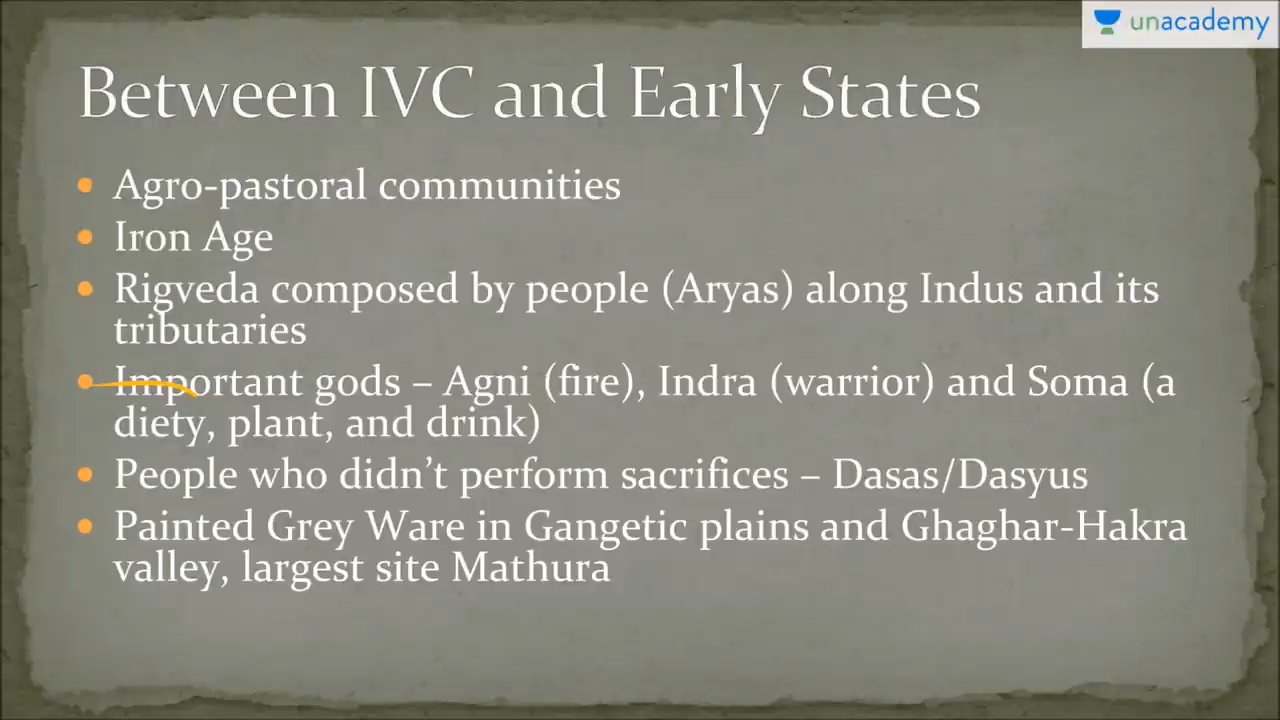 unacademy
Between IVC and Early States
• Agro-pastoral communities
• Iron Age
• Rigveda composed by people (Aryas) along Indus and its
tributaries
• Important gods – Agni (fire), Indra (warrior) and Soma (a
diety, plant, and drink)
• People who didn't perform sacrifices – Dasas/Dasyus
• Painted Grey Ware in Gangetic plains and Ghaghar-Hakra
valley, largest site Mathura